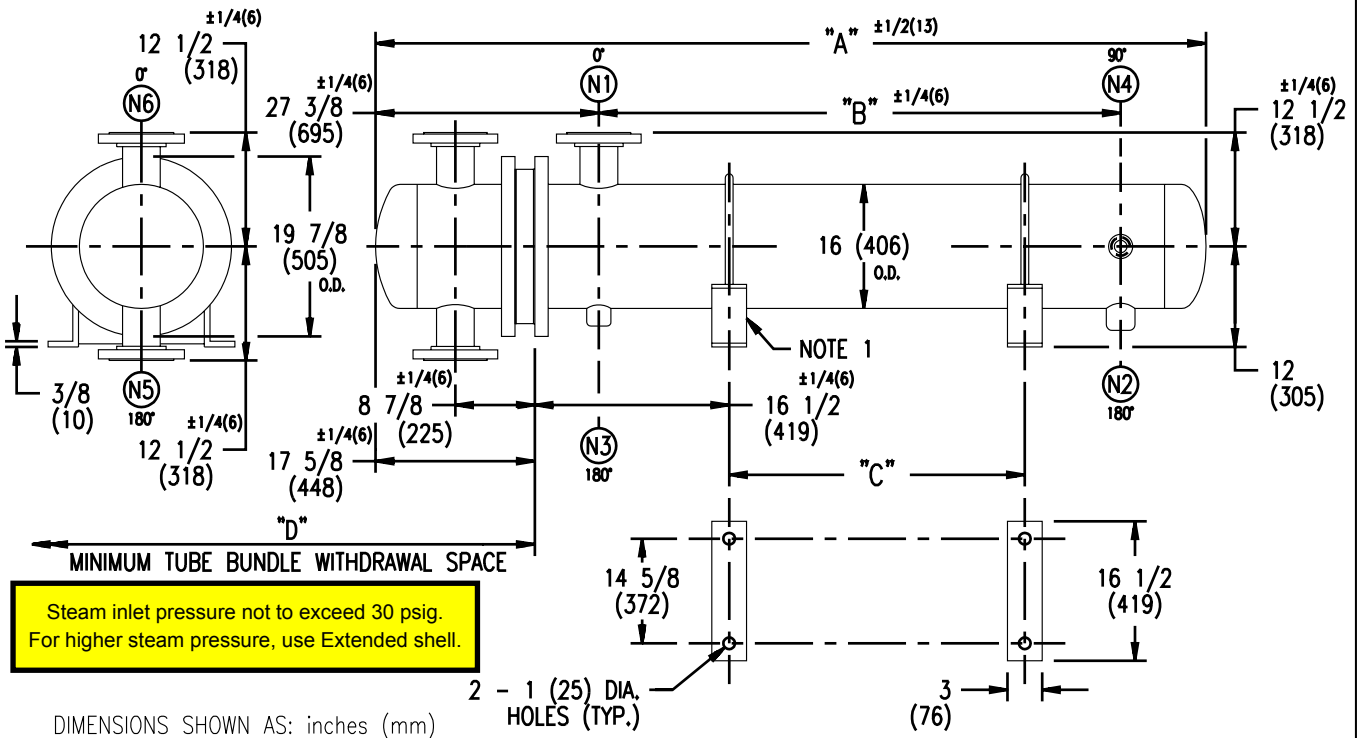 ±1/4(6)
12 1/2
(318)
0°
N6
"A" ±1/2(13)
0°
N1
90°
N4
±1/4(6)
27 3/8
(695)
"B" ±1/4(6)
±1/4(6)
12 1/2
(318)
19 7/8
(505)
O.D.
16 (406)
O.D.
NOTE 1
3/8
(10)
N5
180°
±1/4(6)
12 1/2
(318)
±1/4(6)
8 7/8
(225)
±1/4(6)
16 1/2
(419)
N2
180°
12
(305)
±1/4(6)
17 5/8
(448)
N3
180°
"C"
"D"
MINIMUM TUBE BUNDLE WITHDRAWAL SPACE
14 5/8
(372)
16 1/2
(419)
Steam inlet pressure not to exceed 30 psig.
For higher steam pressure, use Extended shell.
2 - 1 (25) DIA.
HOLES (TYP.)
3
(76)
DIMENSIONS SHOWN AS: inches (mm)